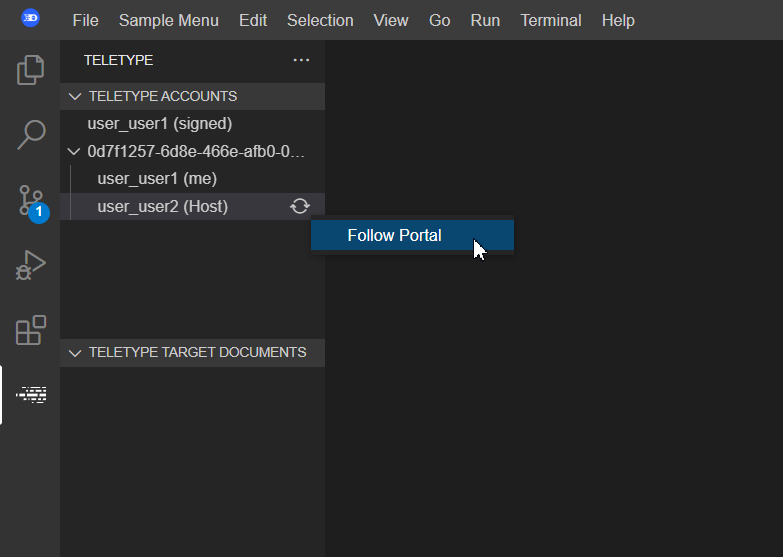 File Sample Menu Edit Selection View Go Run Terminal Help
TELETYPE ...
TELETYPE ACCOUNTS
user_user1 (signed)
0d7f1257-6d8e-466e-afb0-0...
user_user1 (me)
1
user_user2 (Host)
Follow Portal
TELETYPE TARGET DOCUMENTS